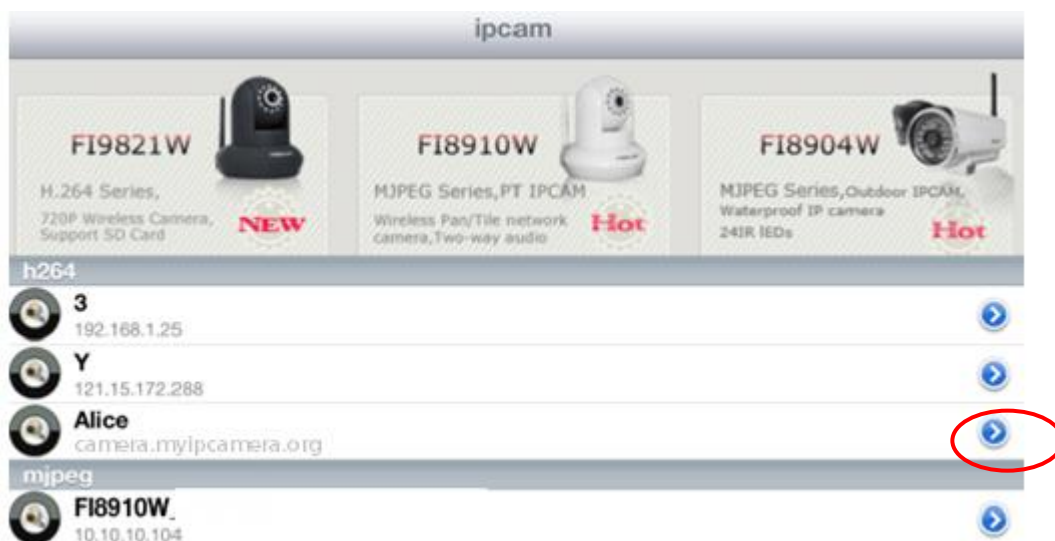 ipcam
FI9821W
H.264 Series,
720P Wireless Camera,
Support SD Card
NEW
FI8910W
MJPEG Series,PT IPCAM
Wireless Pan/Tile network
camera,Two-way audio
Hot
FI8904W
MJPEG Series,Outdoor IPCAM,
Waterproof IP camera
24IR lEDs
Hot
h264
3
192.168.1.25
Y
121.15.172.288
Alice
camera.myipcamera.org
mjpeg
FI8910W_
10.10.10.104